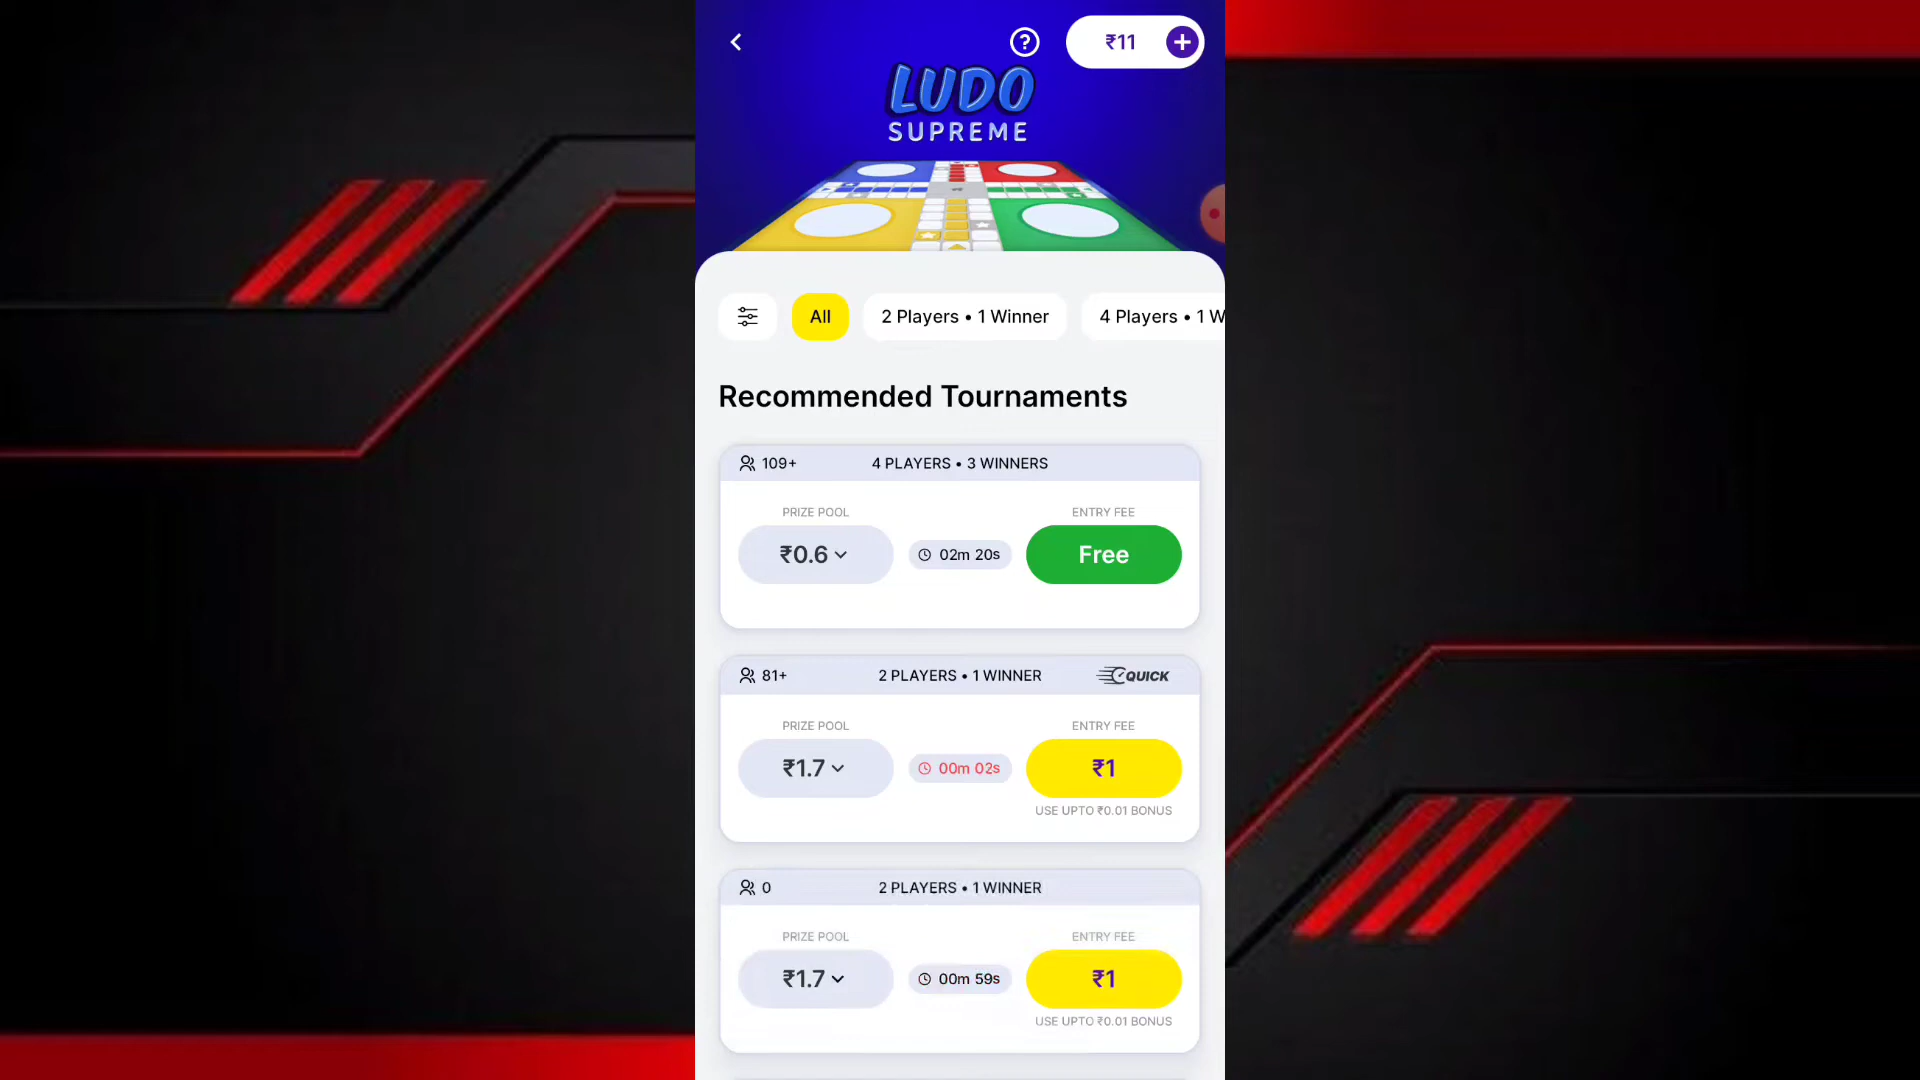 ₹11
LUDO
SUPREME
All
2 Players • 1 Winner
4 Players • 1 W
Recommended Tournaments
109+
4 PLAYERS • 3 WINNERS
PRIZE POOL
ENTRY FEE
₹0.6
02m 20s
Free
81+
2 PLAYERS • 1 WINNER
QUICK
PRIZE POOL
ENTRY FEE
₹1.7
00m 02s
₹1
USE UPTO ₹0.01 BONUS
0
2 PLAYERS • 1 WINNER
PRIZE POOL
ENTRY FEE
₹1.7
00m 59s
₹1
USE UPTO ₹0.01 BONUS